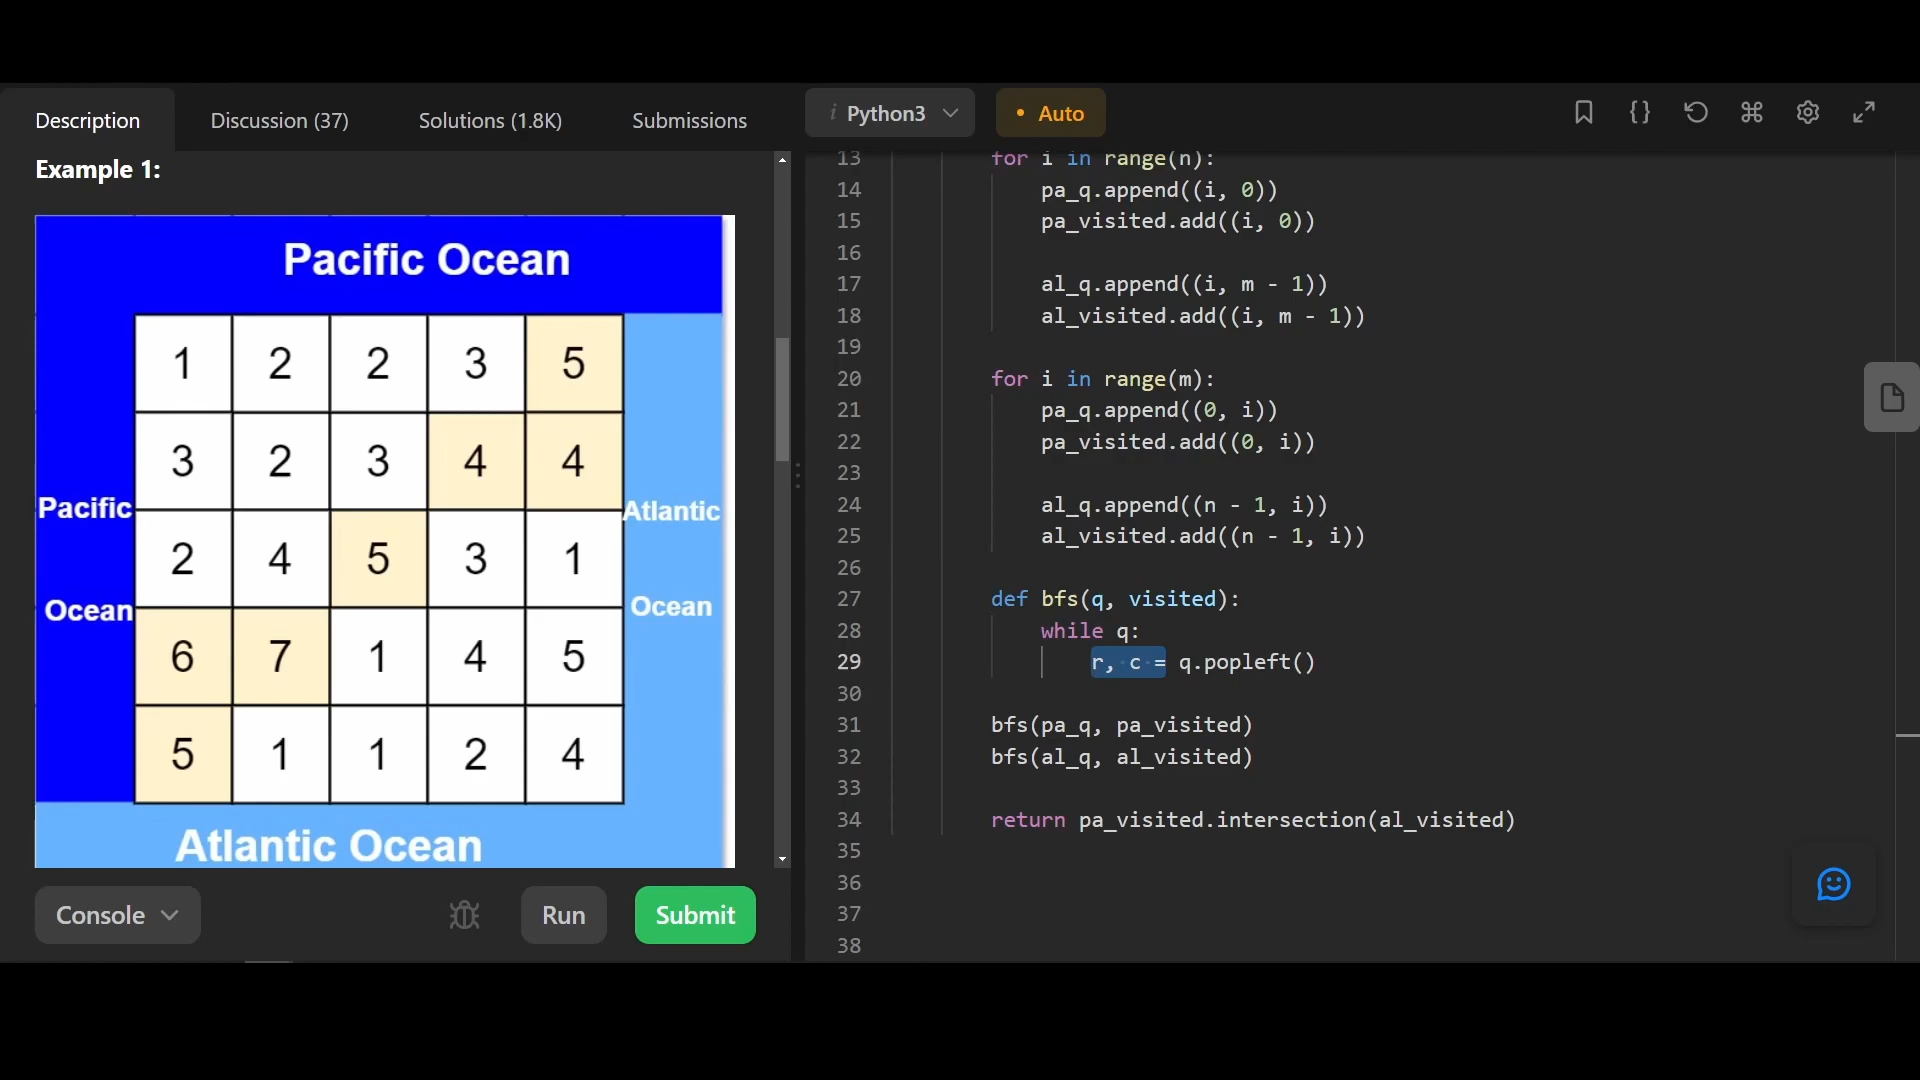 Description
Discussion (37)
Solutions (1.8K)
Submissions
i Python3
• Auto
{}
Example 1:
Pacific Ocean
1 2 2 3 5
3 2 3 4 4
Pacific
Atlantic
2 4 5 3 1
Ocean
Ocean
6 7 1 4 5
5 1 1 2 4
Atlantic Ocean
Console
Run
Submit
13 for i in range(n):
14 pa_q.append((i, 0))
15 pa_visited.add((i, 0))
16
17 al_q.append((i, m - 1))
18 al_visited.add((i, m - 1))
19
20 for i in range(m):
21 pa_q.append((0, i))
22 pa_visited.add((0, i))
23
24 al_q.append((n - 1, i))
25 al_visited.add((n - 1, i))
26
27 def bfs(q, visited):
28 while q:
29 r, c = q.popleft()
30
31 bfs(pa_q, pa_visited)
32 bfs(al_q, al_visited)
33
34 return pa_visited.intersection(al_visited)
35
36
37
38